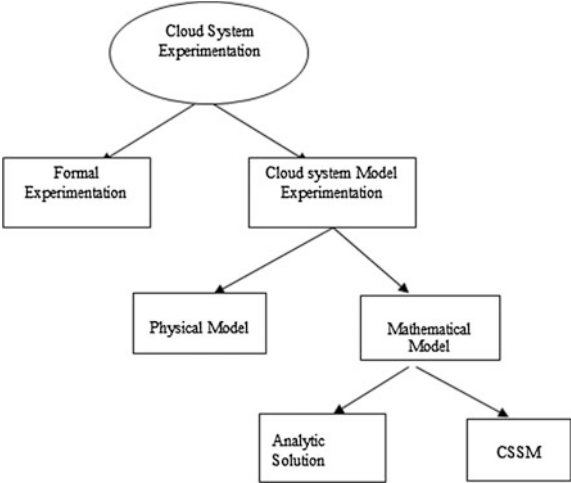 Cloud System
Experimentation
Formal
Experimentation
Cloud system Model
Experimentation
Physical Model
Mathematical
Model
Analytic
Solution
CSSM